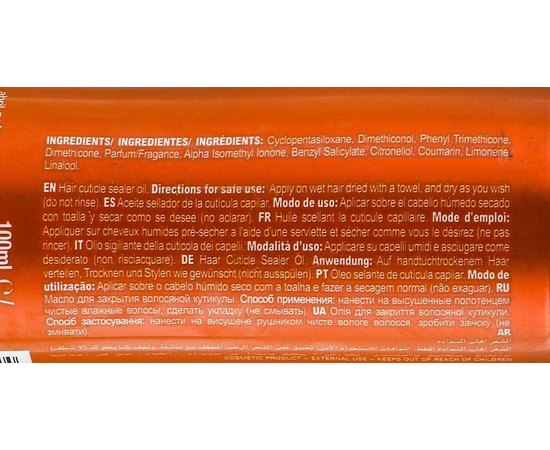 INGREDIENTS/ INGREDIENTES/ INGRÉDIENTS: Cyclopentasiloxane, Dimethiconol, Phenyl Trimethicone,
Dimethicone, Parfum/Fragance, Alpha Isomethyl Ionone, Benzyl Salicylate, Citronellol, Coumarin, Limonene
Linalool.
EN Hair cuticle sealer oil. Directions for safe use: Apply on wet hair dried with a towel, and dry as you wish
(do not rinse). ES Aceite sellador de la cutícula capilar. Modo de uso: Aplicar sobre el cabello húmedo secado
con toalla y secar como se desee (no aclarar). FR Huile scellant la cuticule capillaire. Mode d'emploi:
Appliquer sur cheveux humides pré-sécher a l'aide d'une serviette et sécher comme vous le désirez (ne
pas rincer). IT Olio sigillante della cuticola dei capelli. Modalità d'uso: Applicare su capelli umidi e asciugare come
desiderato (non risciacquare). DE Haar Cuticle Sealer Öl. Anwendung: Auf handtuchtrockenem Haar
verteilen, Trocknen und Stylen wie gewünscht (nicht auswaschen). PT Óleo selante de cuticula capilar. Modo de
utilização: Aplicar sobre o cabelo húmido seco com a toalha e fazer a secagem normal (não exaguar). RU
Масло для закрытия волосяной кутикулы. Способ применения: нанести на высушенные полотенцем
чистые влажные волосы, сделать укладку (не смывать). UA Олія для закриття волосяної кутикули.
Спосіб застосування: нанести на висушене рушником чисте вологе волосся, зробити зачіску (не
змивати). AR
COSMETIC PRODUCT – EXTERNAL USE – KEEPS OUT OF REACH OF CHILDREN
100ml